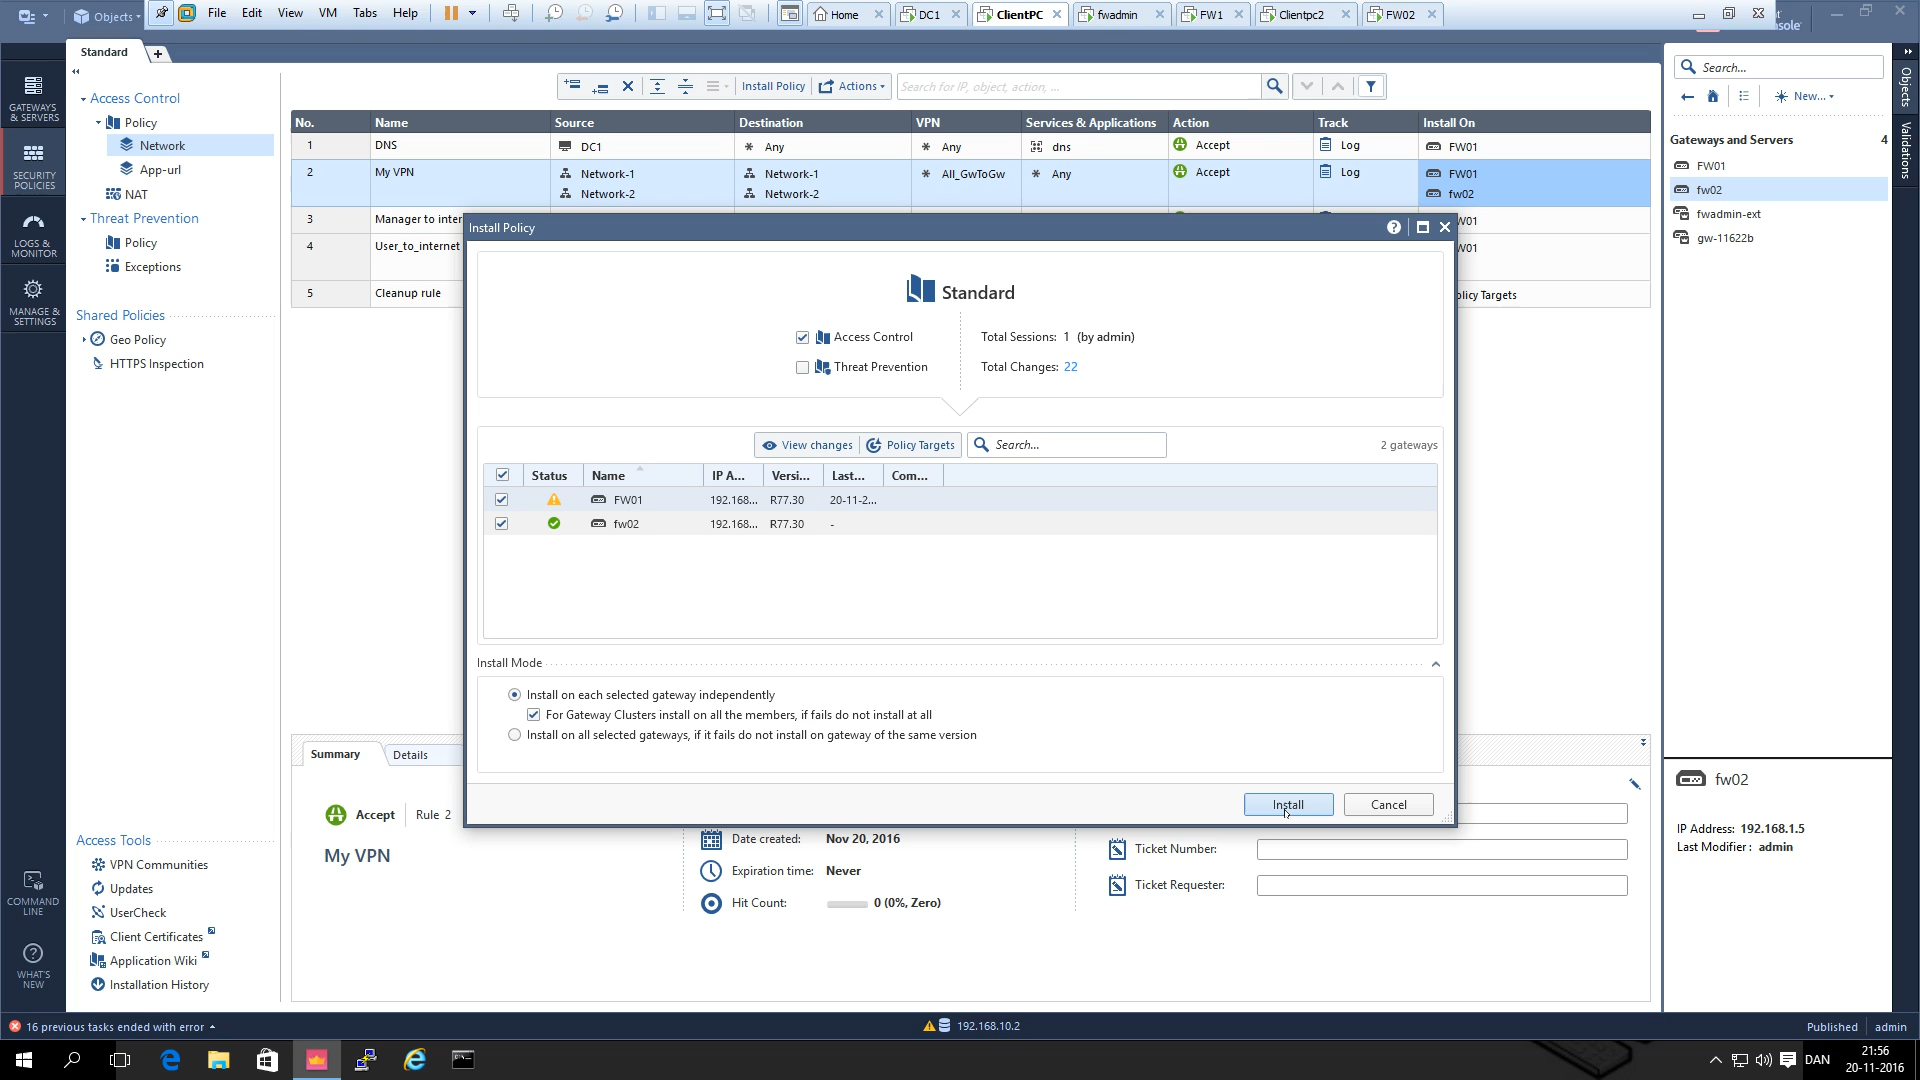 Objects
File Edit View VM Tabs Help
Home DC1 ClientPC fwadmin FW1 Clientpc2 FW02
Standard
GATEWAYS & SERVERS
SECURITY POLICIES
LOGS & MONITOR
MANAGE & SETTINGS
COMMAND LINE
WHAT'S NEW
Access Control
Policy
Network
App-url
NAT
Threat Prevention
Policy
Exceptions
Shared Policies
Geo Policy
HTTPS Inspection
Access Tools
VPN Communities
Updates
UserCheck
Client Certificates
Application Wiki
Installation History
Install Policy Actions Search for IP, object, action, ...
No. Name Source Destination VPN Services & Applications Action Track Install On
1 DNS DC1 Any Any dns Accept Log FW01
2 My VPN Network-1 Network-1 All_GwToGw Any Accept Log FW01
Network-2 Network-2 fw02
3 Manager to inter W01
4 User_to_internet W01
5 Cleanup rule olicy Targets
Install Policy
Standard
Access Control Total Sessions: 1 (by admin)
Threat Prevention Total Changes: 22
View changes Policy Targets Search... 2 gateways
Status Name IP A... Versi... Last... Com...
FW01 192.168... R77.30 20-11-2...
fw02 192.168... R77.30 -
Install Mode
Install on each selected gateway independently
For Gateway Clusters install on all the members, if fails do not install at all
Install on all selected gateways, if it fails do not install on gateway of the same version
Install Cancel
Summary Details
Accept Rule 2
My VPN
Date created: Nov 20, 2016
Expiration time: Never
Hit Count: 0 (0%, Zero)
Ticket Number:
Ticket Requester:
Search...
New...
Gateways and Servers 4
FW01
fw02
fwadmin-ext
gw-11622b
fw02
IP Address: 192.168.1.5
Last Modifier : admin
Objects
Validations
16 previous tasks ended with error 192.168.10.2 Published admin
DAN 21:56
20-11-2016